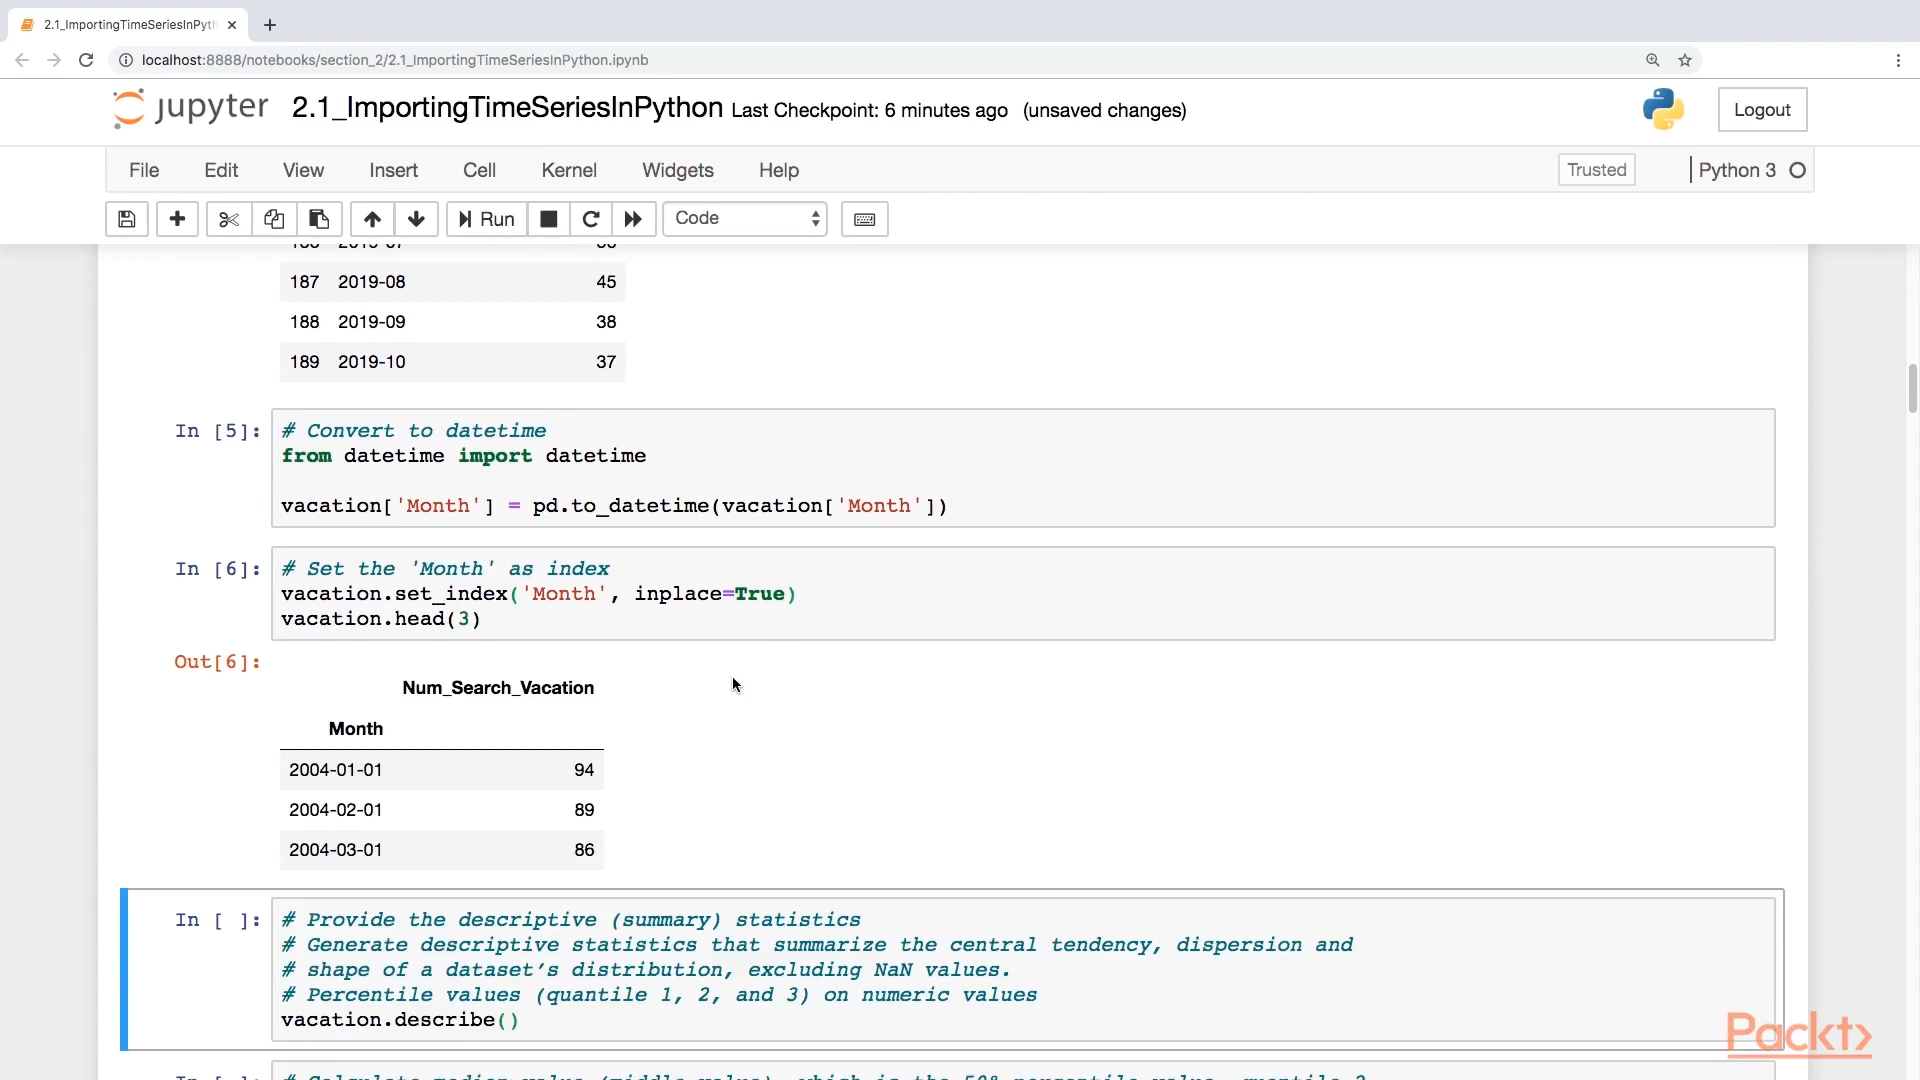 2.1_ImportingTimeSeriesInPyth
localhost:8888/notebooks/section_2/2.1_ImportingTimeSeriesInPython.ipynb
jupyter 2.1_ImportingTimeSeriesInPython Last Checkpoint: 6 minutes ago (unsaved changes) Logout
File Edit View Insert Cell Kernel Widgets Help Trusted Python 3
Run Code
187 2019-08 45
188 2019-09 38
189 2019-10 37
In [5]: # Convert to datetime
from datetime import datetime
vacation['Month'] = pd.to_datetime(vacation['Month'])
In [6]: # Set the 'Month' as index
vacation.set_index('Month', inplace=True)
vacation.head(3)
Out[6]:
Num_Search_Vacation
Month
2004-01-01 94
2004-02-01 89
2004-03-01 86
In [ ]: # Provide the descriptive (summary) statistics
# Generate descriptive statistics that summarize the central tendency, dispersion and
# shape of a dataset’s distribution, excluding NaN values.
# Percentile values (quantile 1, 2, and 3) on numeric values
vacation.describe()
Packt>